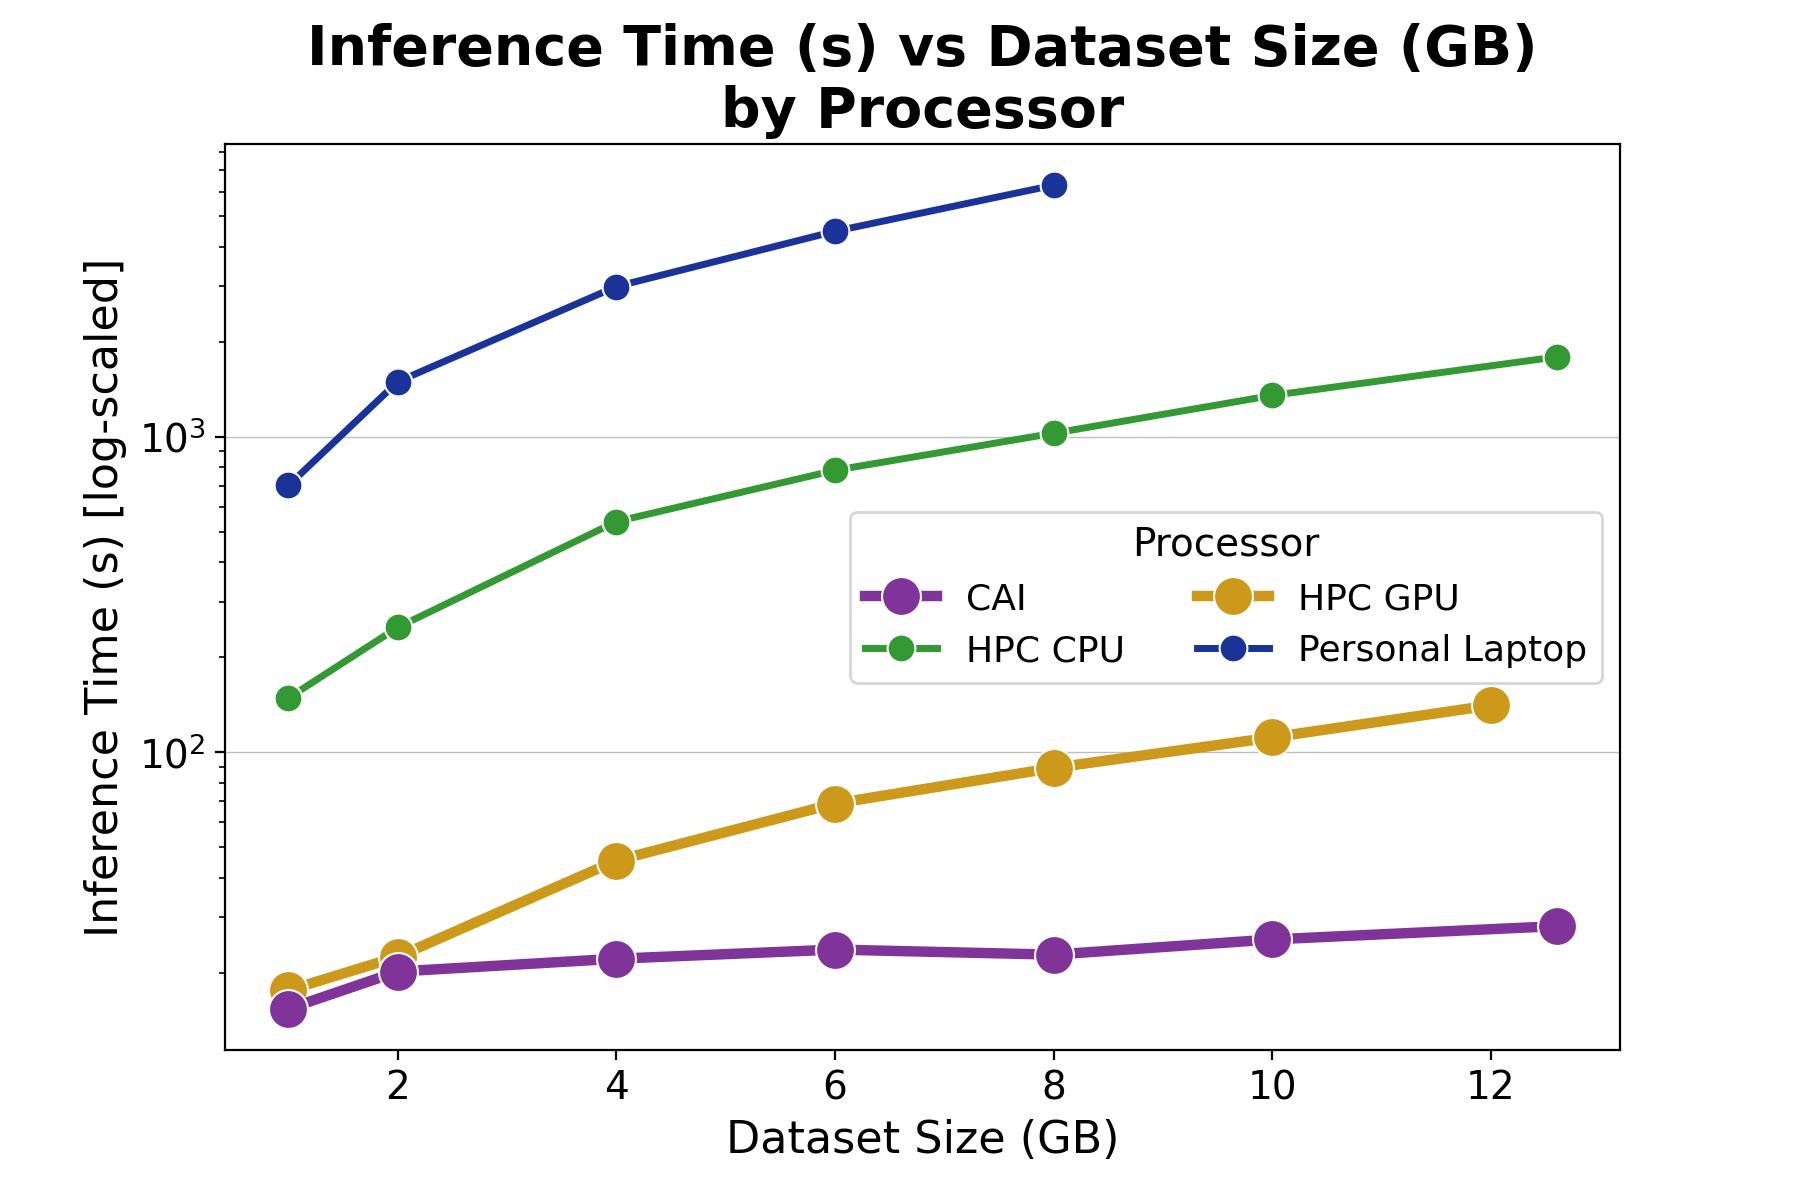 Inference Time (s) vs Dataset Size (GB)
by Processor
Inference Time (s) [log-scaled]
10³
10²
Processor
CAI
HPC GPU
HPC CPU
Personal Laptop
2 4 6 8 10 12
Dataset Size (GB)